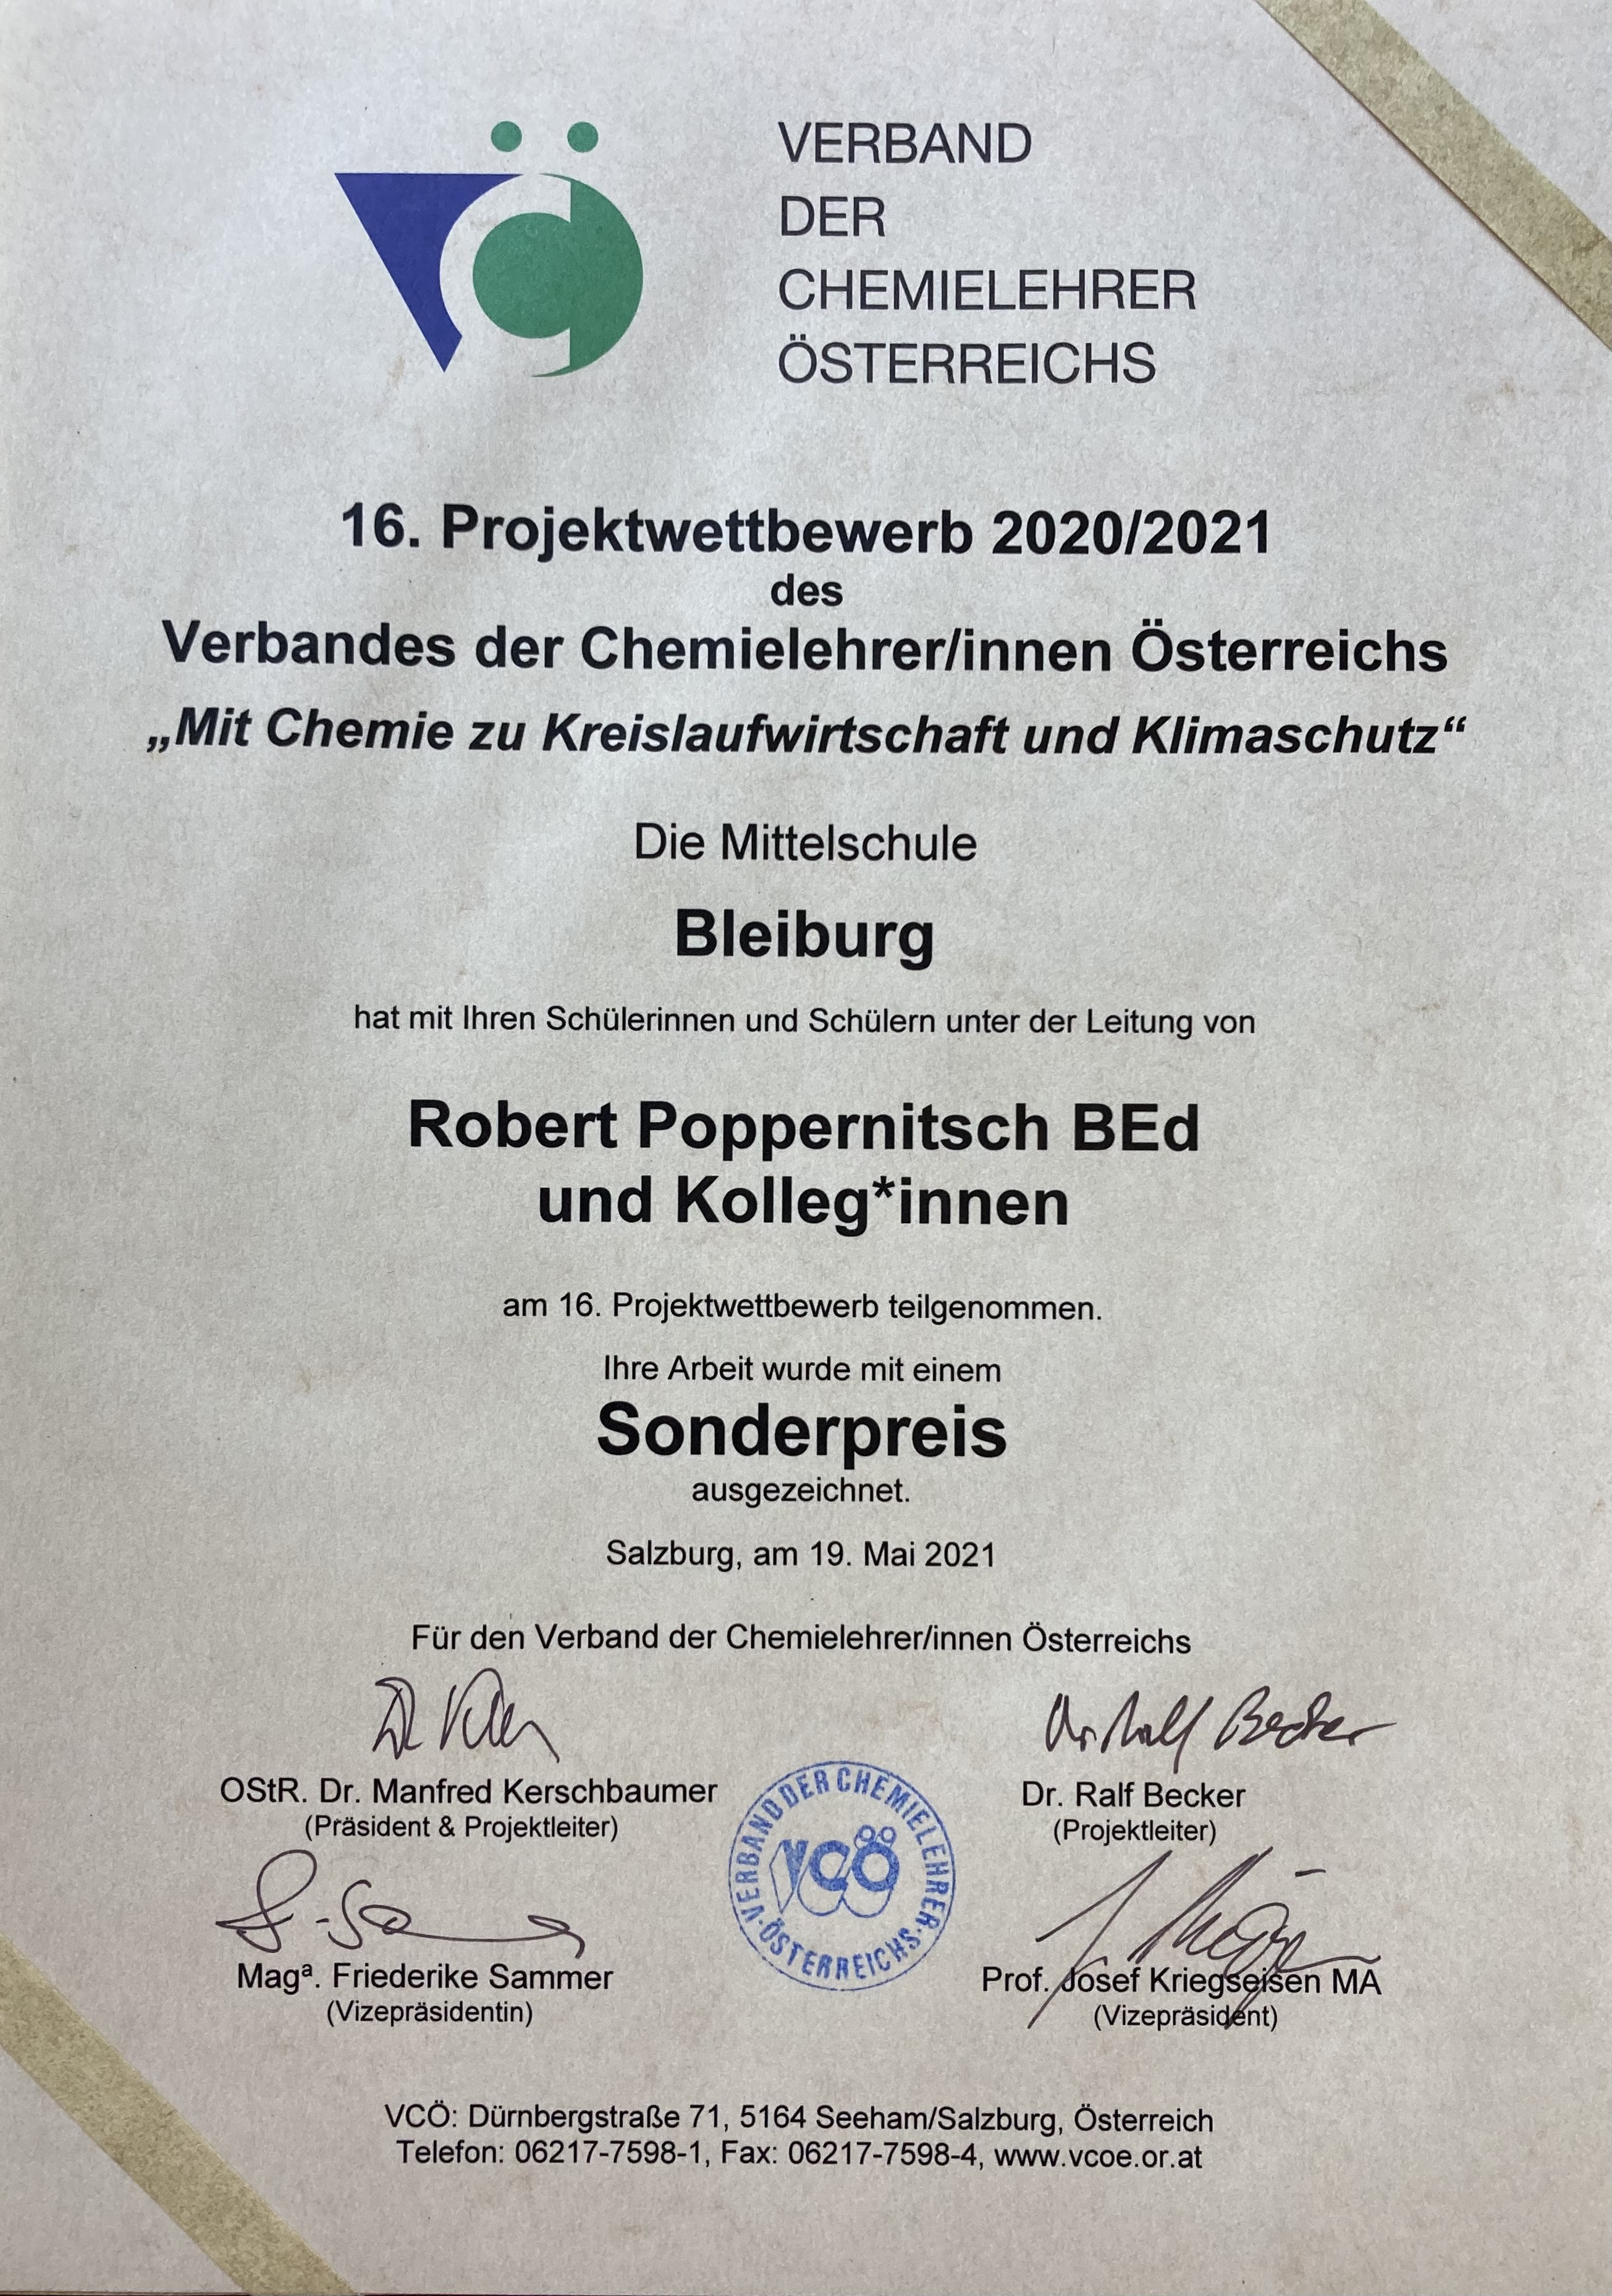 VERBAND
DER
CHEMIELEHRER
ÖSTERREICHS
16. Projektwettbewerb 2020/2021
des
Verbandes der Chemielehrer/innen Österreichs
„Mit Chemie zu Kreislaufwirtschaft und Klimaschutz“
Die Mittelschule
Bleiburg
hat mit Ihren Schülerinnen und Schülern unter der Leitung von
Robert Poppernitsch BEd
und Kolleg*innen
am 16. Projektwettbewerb teilgenommen.
Ihre Arbeit wurde mit einem
Sonderpreis
ausgezeichnet.
Salzburg, am 19. Mai 2021
Für den Verband der Chemielehrer/innen Österreichs
OStR. Dr. Manfred Kerschbaumer
(Präsident & Projektleiter)
Dr. Ralf Becker
(Projektleiter)
VERBAND DER CHEMIELEHRER
VCÖ
ÖSTERREICHS
Magª. Friederike Sammer
(Vizepräsidentin)
Prof. Josef Kriegseisen MA
(Vizepräsident)
VCÖ: Dürnbergstraße 71, 5164 Seeham/Salzburg, Österreich
Telefon: 06217-7598-1, Fax: 06217-7598-4, www.vcoe.or.at